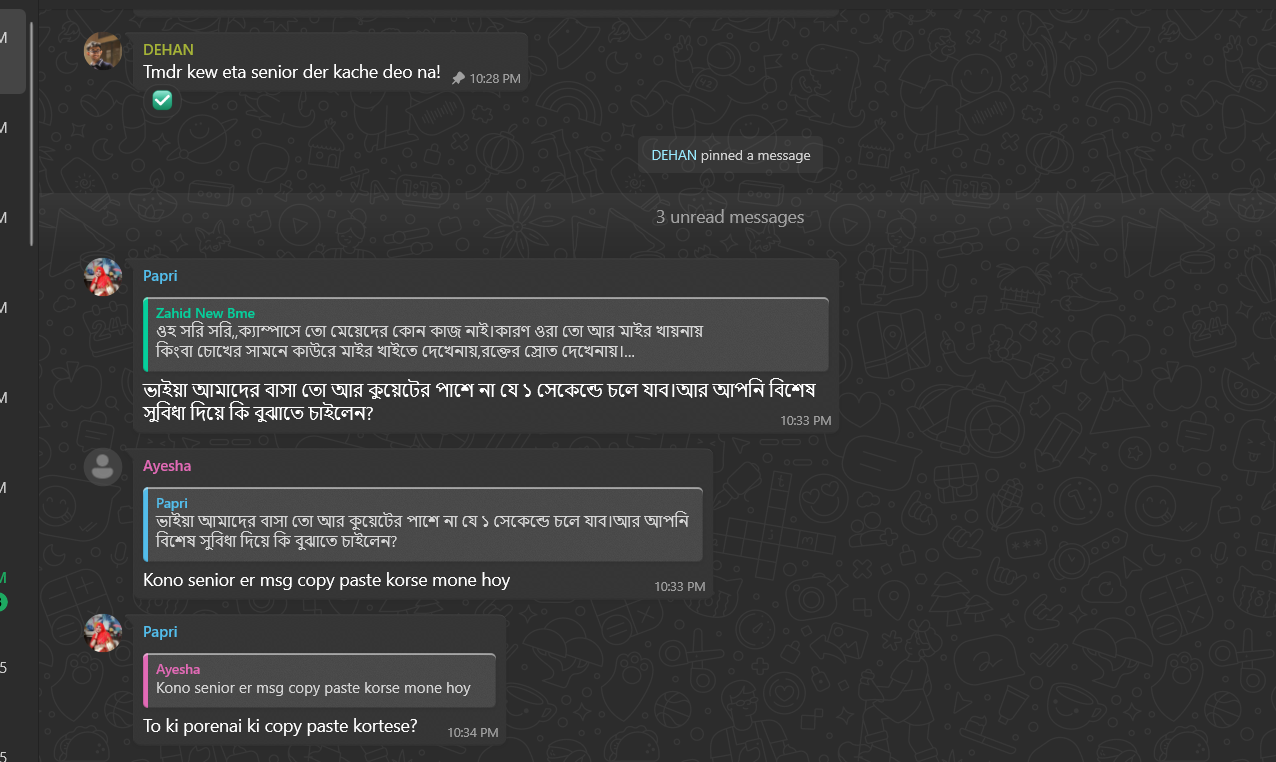 DEHAN
Tmdr kew eta senior der kache deo na!
10:28 PM
DEHAN pinned a message
3 unread messages
Papri
Zahid New Bme
ওহ সরি সরি,,ক্যাম্পাসে তো মেয়েদের কোন কাজ নাই।কারণ ওরা তো আর মাইর খায়নায়
কিংবা চোখের সামনে কাউরে মাইর খাইতে দেখেনায়,রক্তের স্রোত দেখেনায়।...
ভাইয়া আমাদের বাসা তো আর কুয়েটের পাশে না যে ১ সেকেন্ডে চলে যাব।আর আপনি বিশেষ
সুবিধা দিয়ে কি বুঝাতে চাইলেন?
10:33 PM
Ayesha
Papri
ভাইয়া আমাদের বাসা তো আর কুয়েটের পাশে না যে ১ সেকেন্ডে চলে যাব।আর আপনি
বিশেষ সুবিধা দিয়ে কি বুঝাতে চাইলেন?
Kono senior er msg copy paste korse mone hoy
10:33 PM
Papri
Ayesha
Kono senior er msg copy paste korse mone hoy
To ki porenai ki copy paste kortese?
10:34 PM